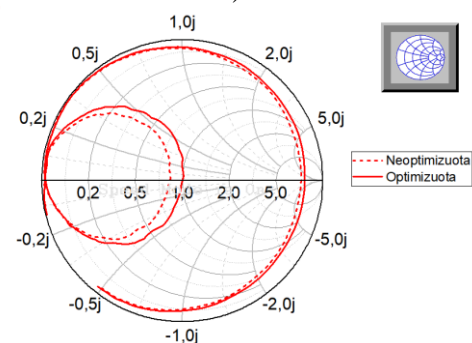 )
1,0j
0,5j
2,0j
0,2j
5,0j
0,2
0,5
1,0
2,0
5,0
-0,2j
-5,0j
-0,5j
-2,0j
-1,0j
Neoptimizuota
Optimizuota